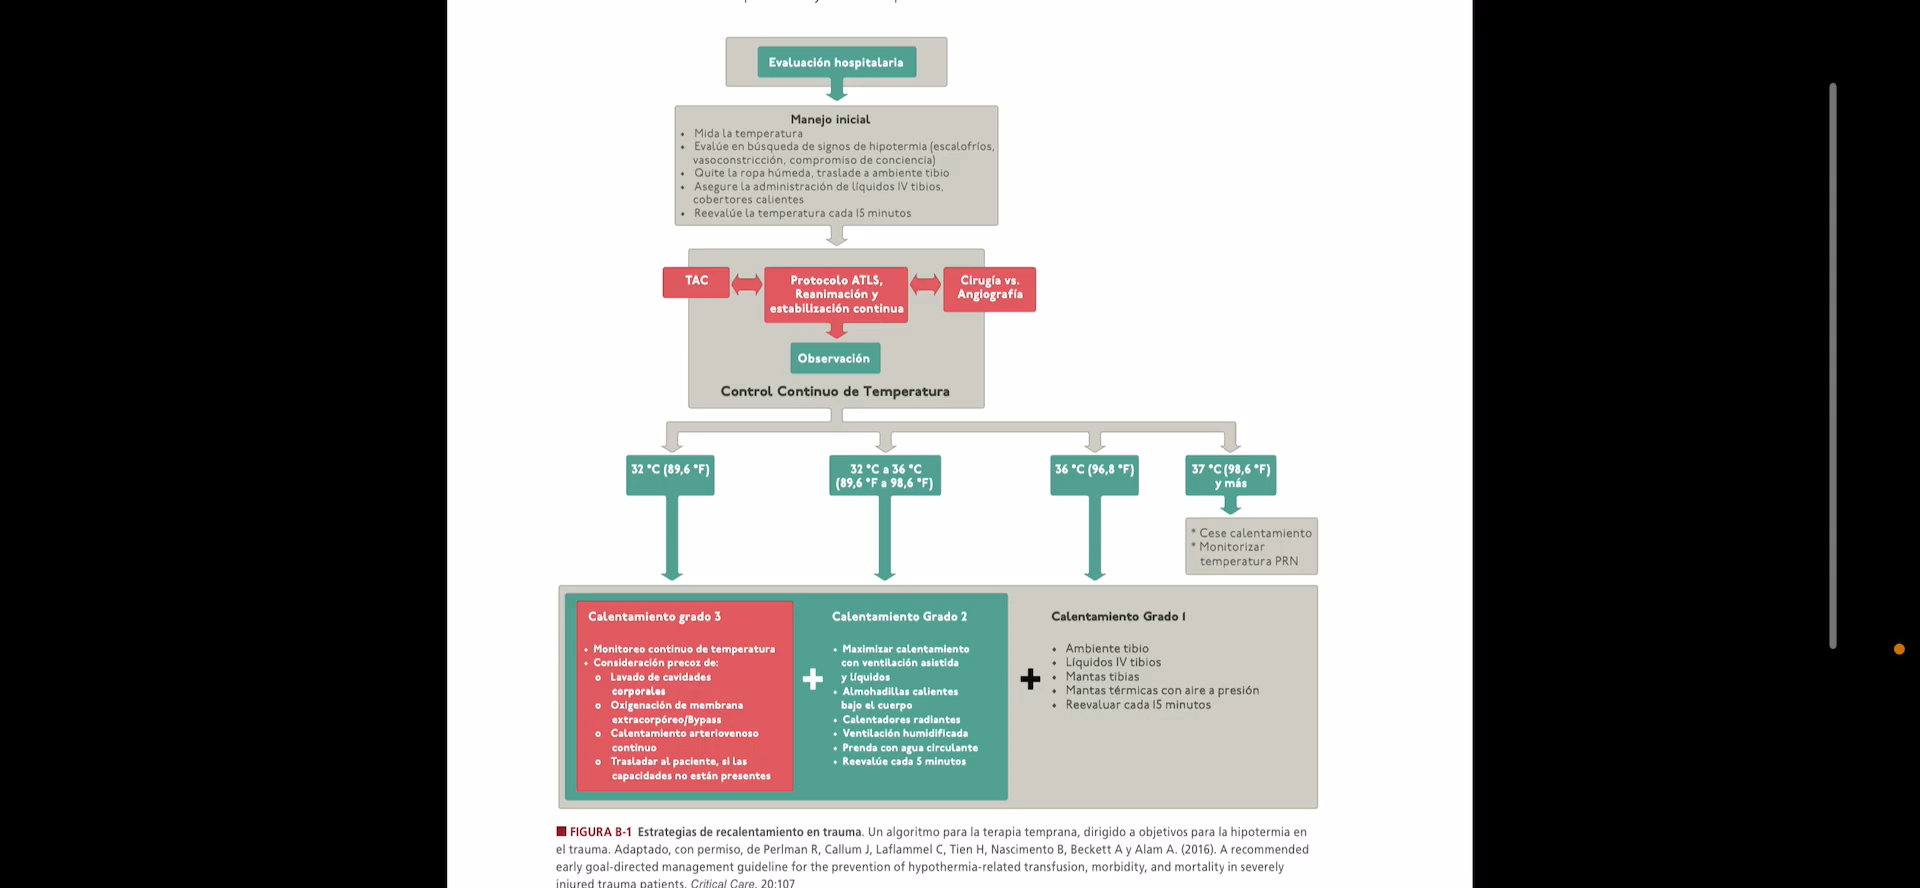 Evaluación hospitalaria
Manejo inicial
• Mida la temperatura
• Evalúe en búsqueda de signos de hipotermia (escalofríos,
vasoconstricción, compromiso de conciencia)
• Quite la ropa húmeda, traslade a ambiente tibio
• Asegure la administración de líquidos IV tibios,
cobertores calientes
• Reevalúe la temperatura cada 15 minutos
TAC
Protocolo ATLS,
Reanimación y
estabilización continua
Cirugía vs.
Angiografía
Observación
Control Continuo de Temperatura
32 °C (89,6 °F)
32 °C a 36 °C
(89,6 °F a 98,6 °F)
36 °C (96,8 °F)
37 °C (98,6 °F)
y más
* Cese calentamiento
* Monitorizar
temperatura PRN
Calentamiento grado 3
• Monitoreo continuo de temperatura
• Consideración precoz de:
o Lavado de cavidades
corporales
o Oxigenación de membrana
extracorpóreo/Bypass
o Calentamiento arteriovenoso
continuo
o Trasladar al paciente, si las
capacidades no están presentes
+
Calentamiento Grado 2
• Maximizar calentamiento
con ventilación asistida
y líquidos
• Almohadillas calientes
bajo el cuerpo
• Calentadores radiantes
• Ventilación humidificada
• Prenda con agua circulante
• Reevalúe cada 5 minutos
+
Calentamiento Grado 1
• Ambiente tibio
• Líquidos IV tibios
• Mantas tibias
• Mantas térmicas con aire a presión
• Reevaluar cada 15 minutos
FIGURA B-1 Estrategias de recalentamiento en trauma. Un algoritmo para la terapia temprana, dirigido a objetivos para la hipotermia en
el trauma. Adaptado, con permiso, de Perlman R, Callum J, Laflammel C, Tien H, Nascimento B, Beckett A y Alam A. (2016). A recommended
early goal-directed management guideline for the prevention of hypothermia-related transfusion, morbidity, and mortality in severely
injured trauma patients. Critical Care, 20:107